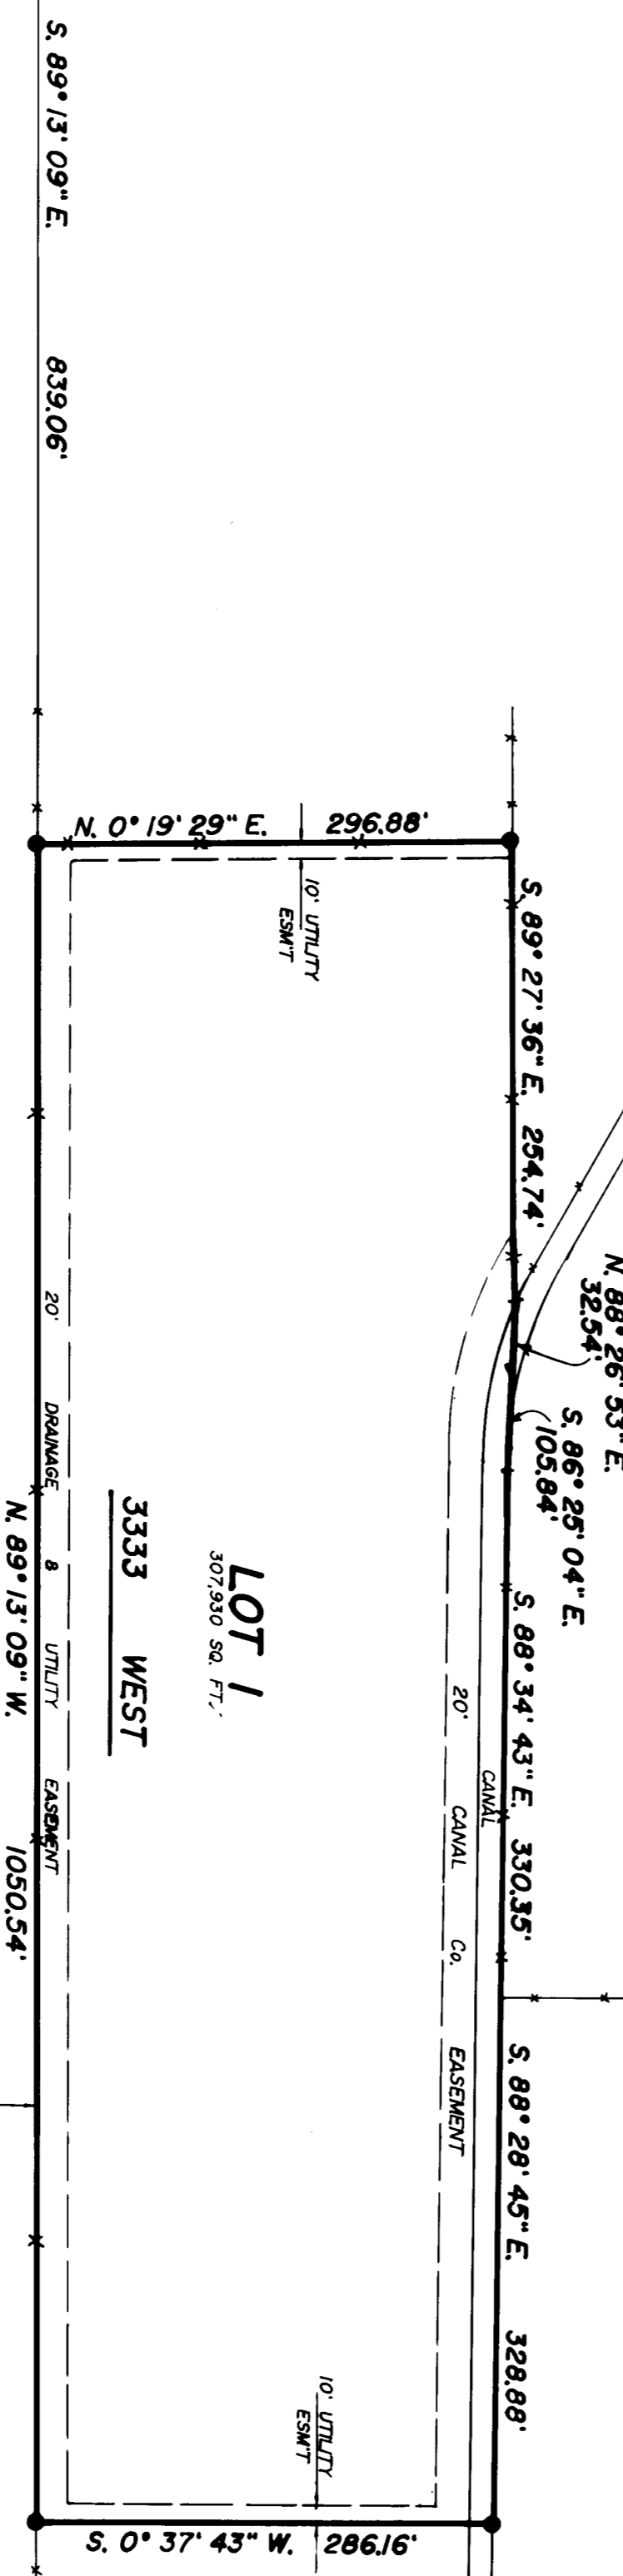 S. 89° 13' 09" E. 839.06'
N. 0° 19' 29" E. 296.88'
10' UTILITY
ESM'T
S. 89° 27' 36" E. 254.74'
N. 88° 26' 53" E.
32.54'
S. 86° 25' 04" E.
105.84'
S. 88° 34' 43" E. 330.35'
S. 88° 28' 45" E. 328.88'
CANAL
20' CANAL Co. EASEMENT
LOT 1
307,930 SQ. FT.
3333 WEST
20' DRAINAGE & UTILITY EASEMENT
N. 89° 13' 09" W. 1050.54'
10' UTILITY
ESM'T
S. 0° 37' 43" W. 286.16'